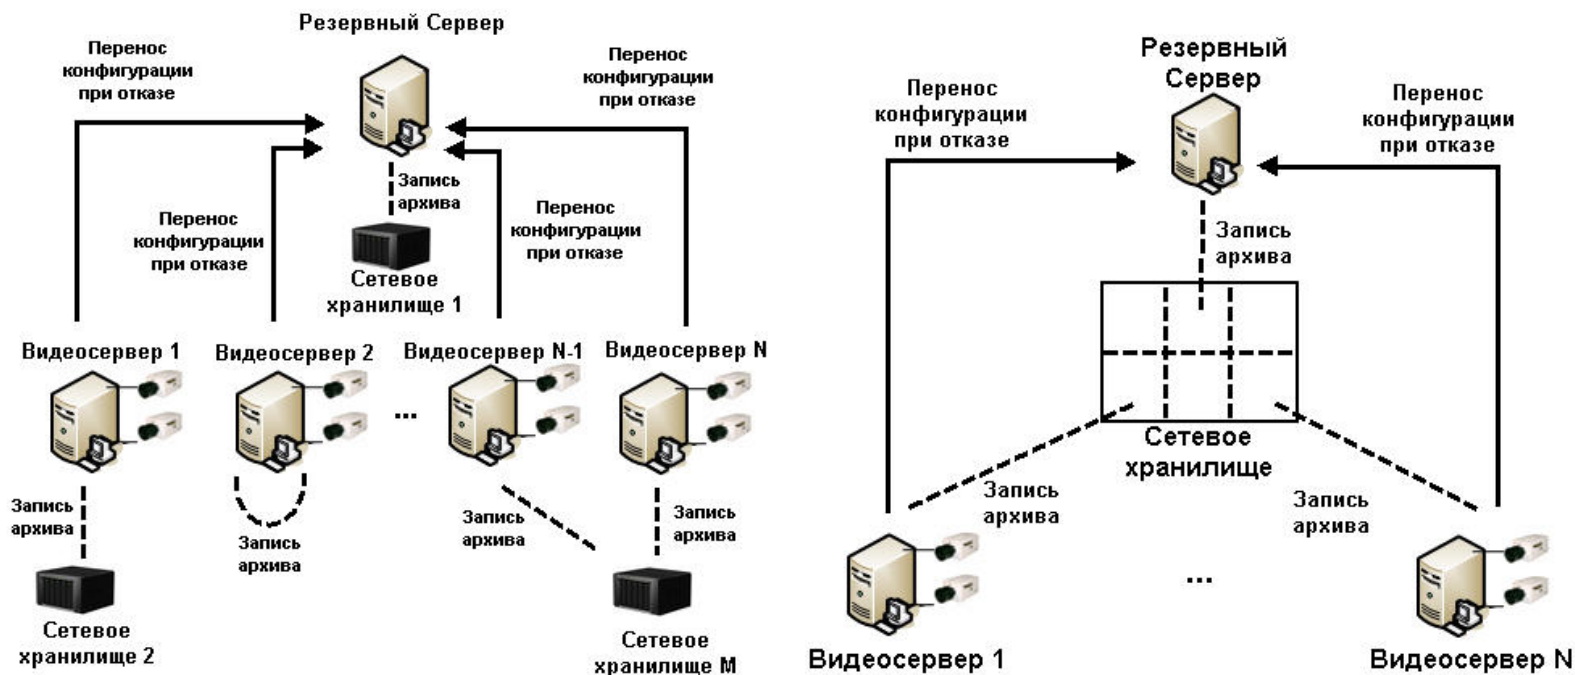 Резервный Сервер
Перенос
конфигурации
при отказе
Перенос
конфигурации
при отказе
Запись
архива
Перенос
конфигурации
при отказе
Перенос
конфигурации
при отказе
Сетевое
хранилище 1
Видеосервер 1
Видеосервер 2
Видеосервер N-1
Видеосервер N
...
Запись
архива
Запись
архива
Запись
архива
Запись
архива
Сетевое
хранилище 2
Сетевое
хранилище M
Резервный
Сервер
Перенос
конфигурации
при отказе
Перенос
конфигурации
при отказе
Запись
архива
Сетевое
хранилище
Запись
архива
Запись
архива
...
Видеосервер 1
Видеосервер N